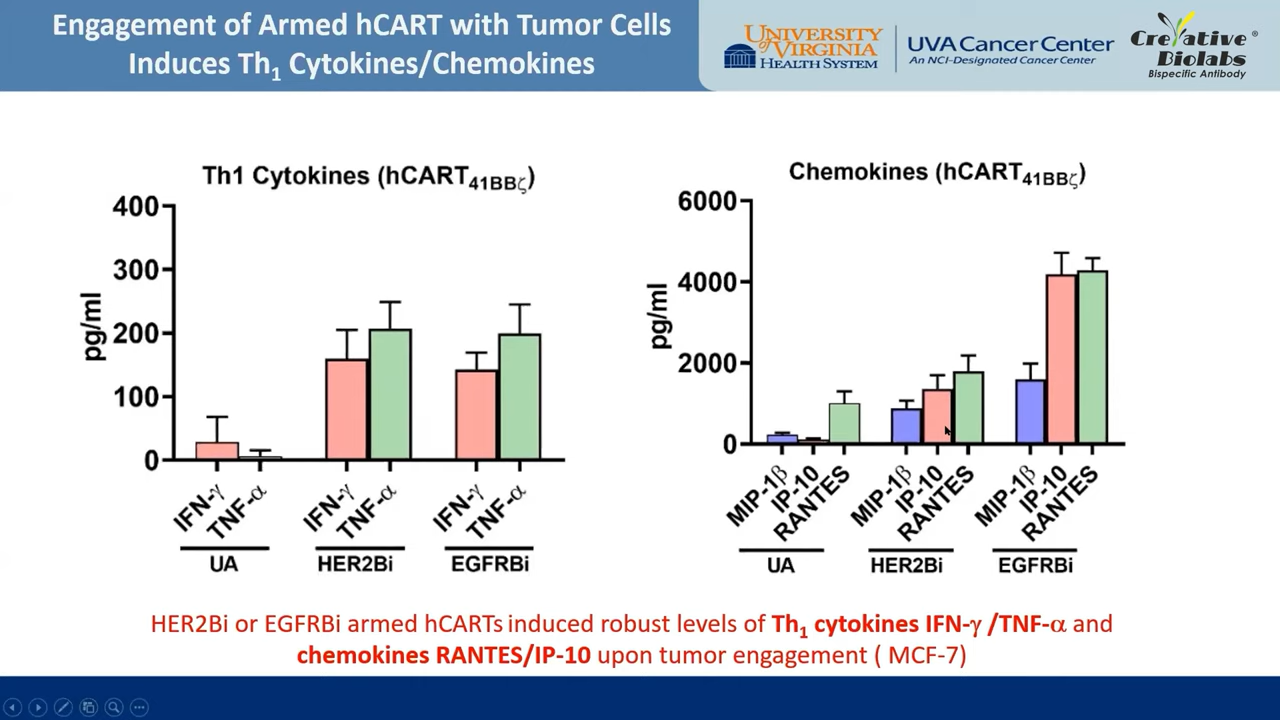 Engagement of Armed hCART with Tumor Cells
Induces Th1 Cytokines/Chemokines
UNIVERSITY
OF VIRGINIA
HEALTH SYSTEM
UVA Cancer Center
An NCI-Designated Cancer Center
Creative®
Biolabs
Bispecific Antibody
Th1 Cytokines (hCART41BBζ)
400
300
200
100
0
pg/ml
IFN-γ
TNF-α
IFN-γ
TNF-α
IFN-γ
TNF-α
UA
HER2Bi
EGFRBi
Chemokines (hCART41BBζ)
6000
4000
2000
0
pg/ml
MIP-1β
IP-10
RANTES
MIP-1β
IP-10
RANTES
MIP-1β
IP-10
RANTES
UA
HER2Bi
EGFRBi
HER2Bi or EGFRBi armed hCARTs induced robust levels of Th1 cytokines IFN-γ /TNF-α and
chemokines RANTES/IP-10 upon tumor engagement ( MCF-7)